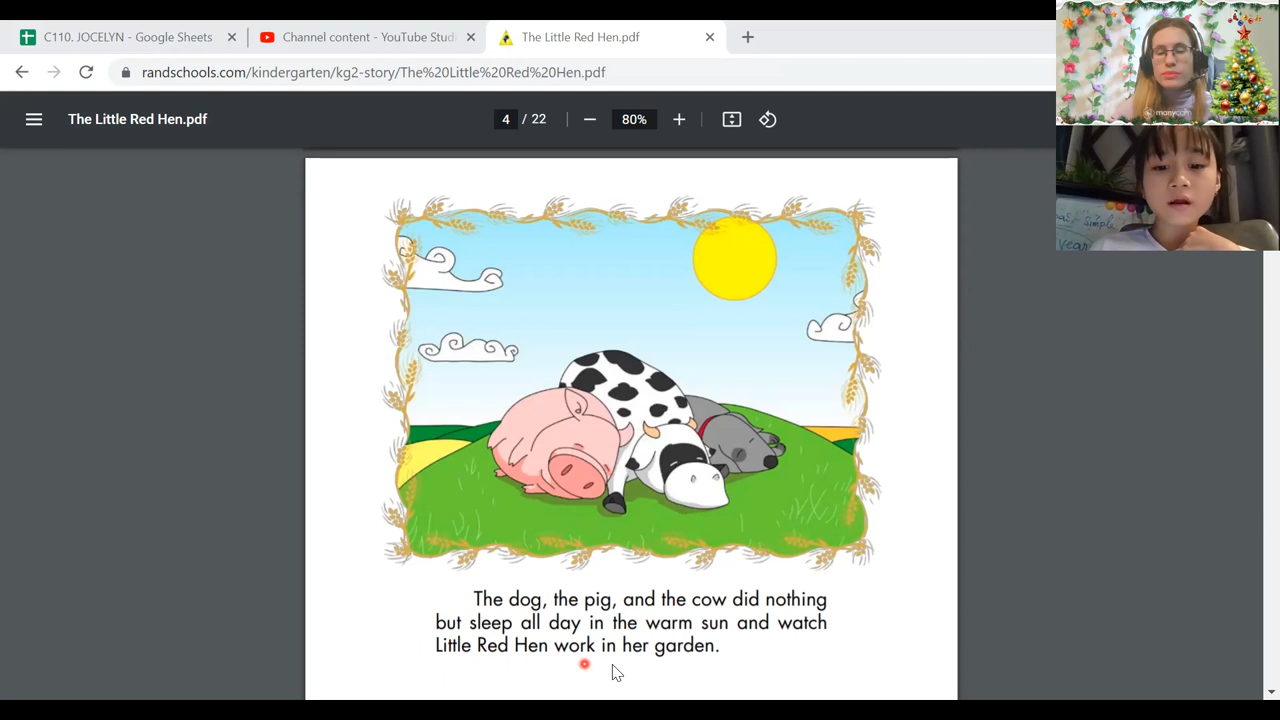 C110. JOCELYN - Google Sheets
Channel content - YouTube Studi
The Little Red Hen.pdf
randschools.com/kindergarten/kg2-story/The%20Little%20Red%20Hen.pdf
The Little Red Hen.pdf
4 / 22
80%
manycam
Simple
year
The dog, the pig, and the cow did nothing
but sleep all day in the warm sun and watch
Little Red Hen work in her garden.